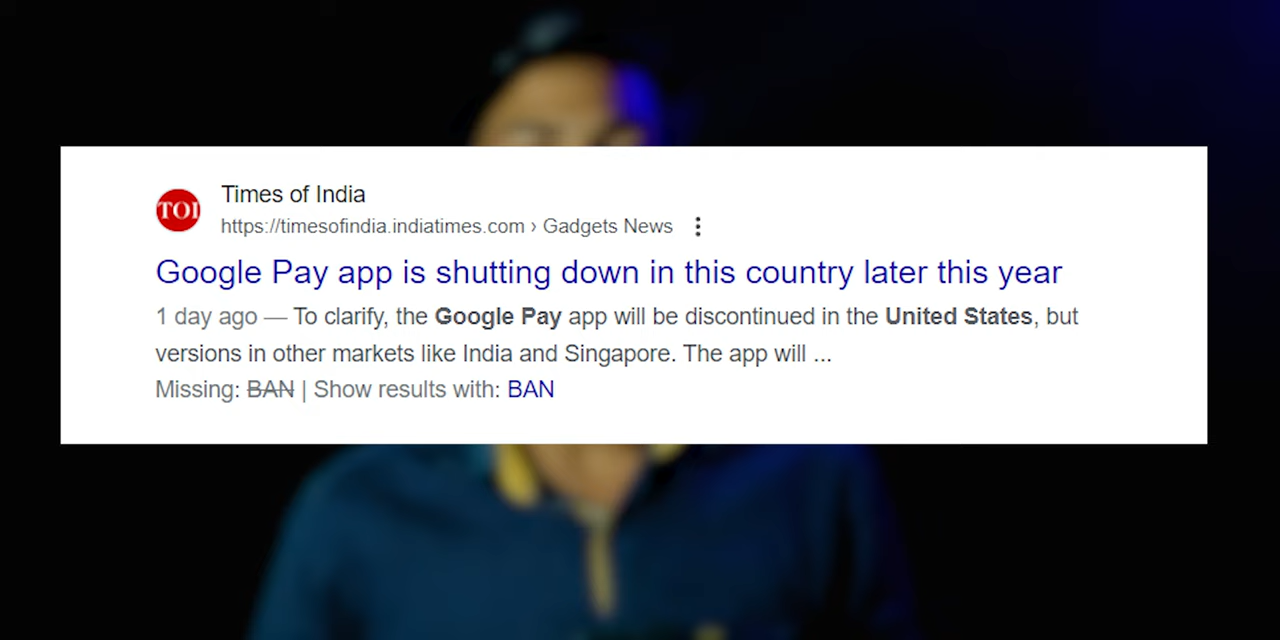 TOI
Times of India
https://timesofindia.indiatimes.com › Gadgets News
Google Pay app is shutting down in this country later this year
1 day ago — To clarify, the Google Pay app will be discontinued in the United States, but
versions in other markets like India and Singapore. The app will ...
Missing: BAN | Show results with: BAN